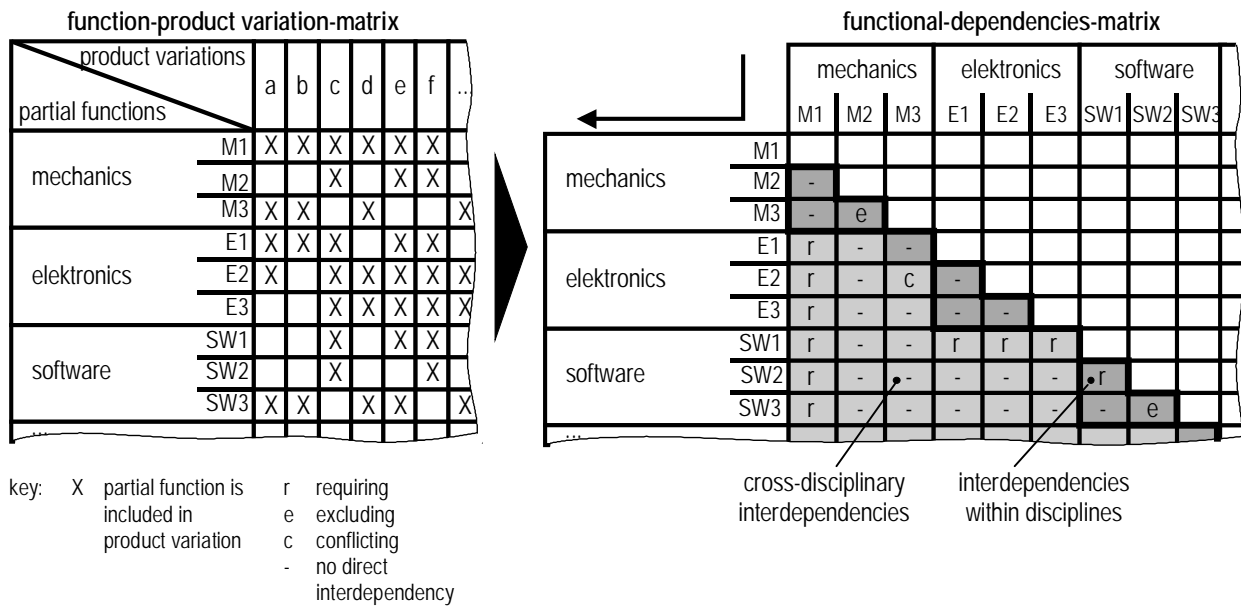 function-product variation-matrix
product variations
partial functions
a b c d e f ...
mechanics
M1 X X X X X X
M2 X X X
M3 X X X X
elektronics
E1 X X X X X
E2 X X X X X X
E3 X X X X X
software
SW1 X X X
SW2 X X
SW3 X X X X X
...
functional-dependencies-matrix
mechanics elektronics software
M1 M2 M3 E1 E2 E3 SW1 SW2 SW3
mechanics
M1
M2 -
M3 - e
elektronics
E1 r - -
E2 r - c -
E3 r - - - -
software
SW1 r - - r r r
SW2 r - - - - - r
SW3 r - - - - - - e
...
cross-disciplinary
interdependencies
interdependencies
within disciplines
key: X partial function is
included in
product variation
r requiring
e excluding
c conflicting
- no direct
interdependency